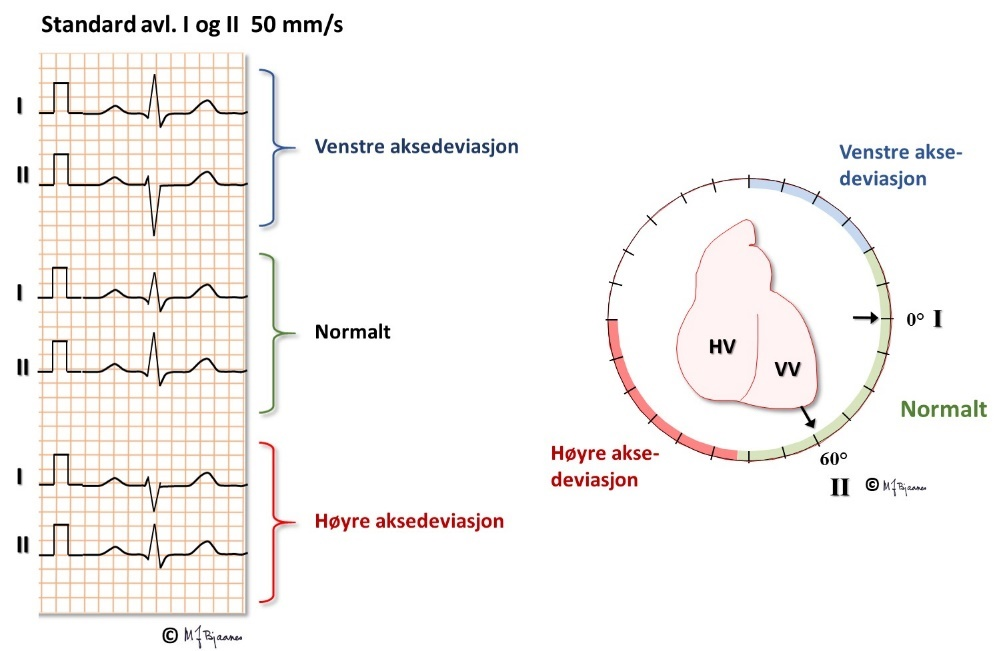 Standard avl. I og II 50 mm/s
I
II
Venstre aksedeviasjon
I
II
Normalt
I
II
Høyre aksedeviasjon
© M J Bjaanes
Venstre akse-
deviasjon
0° I
HV
VV
Normalt
60°
II
Høyre akse-
deviasjon
© M J Bjaanes